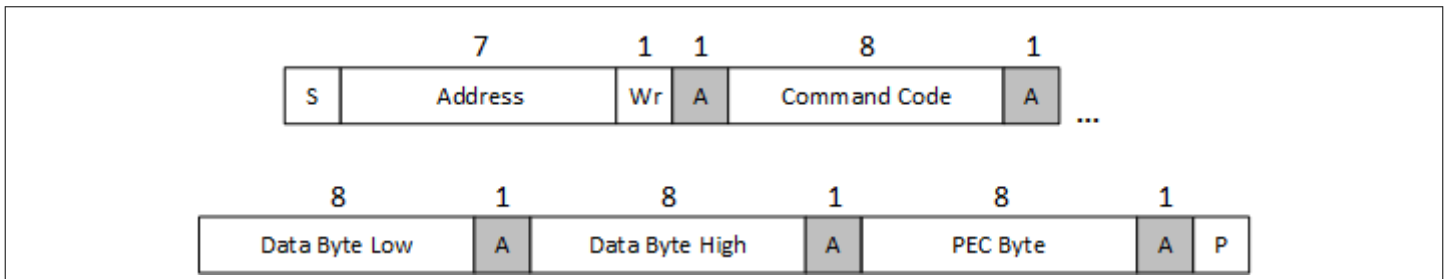 7 1 1 8 1
S Address Wr A Command Code A ...
8 1 8 1 8 1
Data Byte Low A Data Byte High A PEC Byte A P